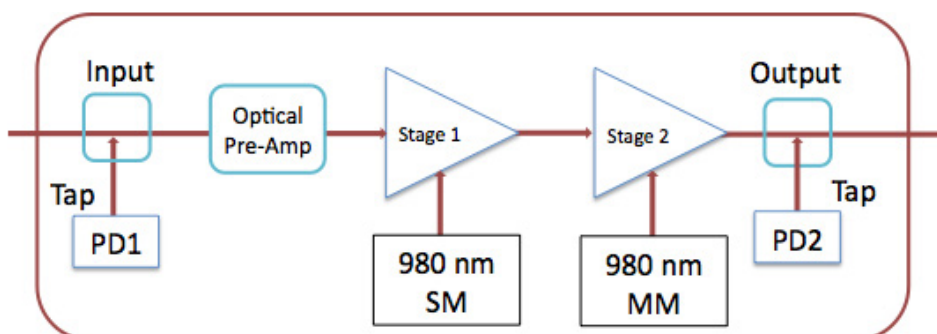 Input
Output
Optical
Pre-Amp
Stage 1
Stage 2
Tap
Tap
PD1
PD2
980 nm
SM
980 nm
MM